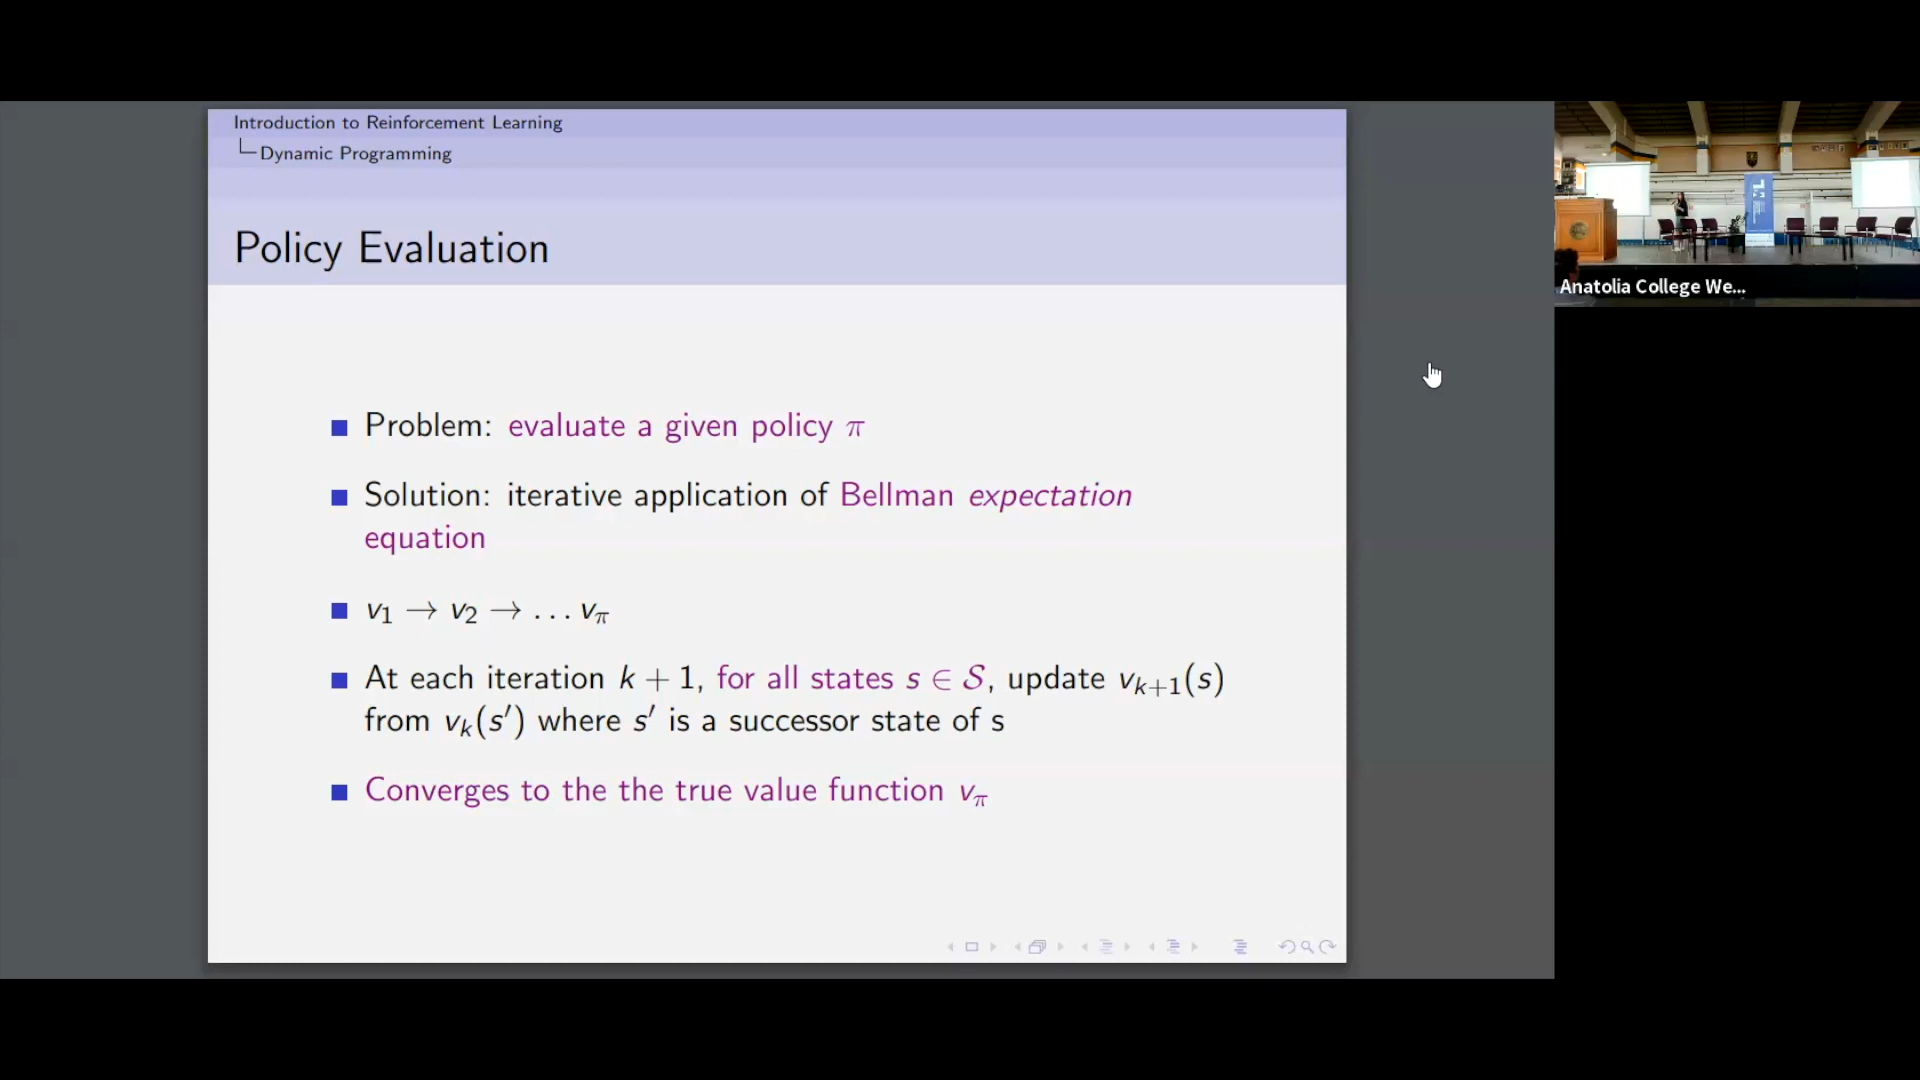 Introduction to Reinforcement Learning
Dynamic Programming
Policy Evaluation
Problem: evaluate a given policy π
Solution: iterative application of Bellman expectation
equation
v₁ → v₂ → … vπ
At each iteration k + 1, for all states s ∈ 𝒮, update vₖ₊₁(s)
from vₖ(s′) where s′ is a successor state of s
Converges to the the true value function vπ
Anatolia College We...